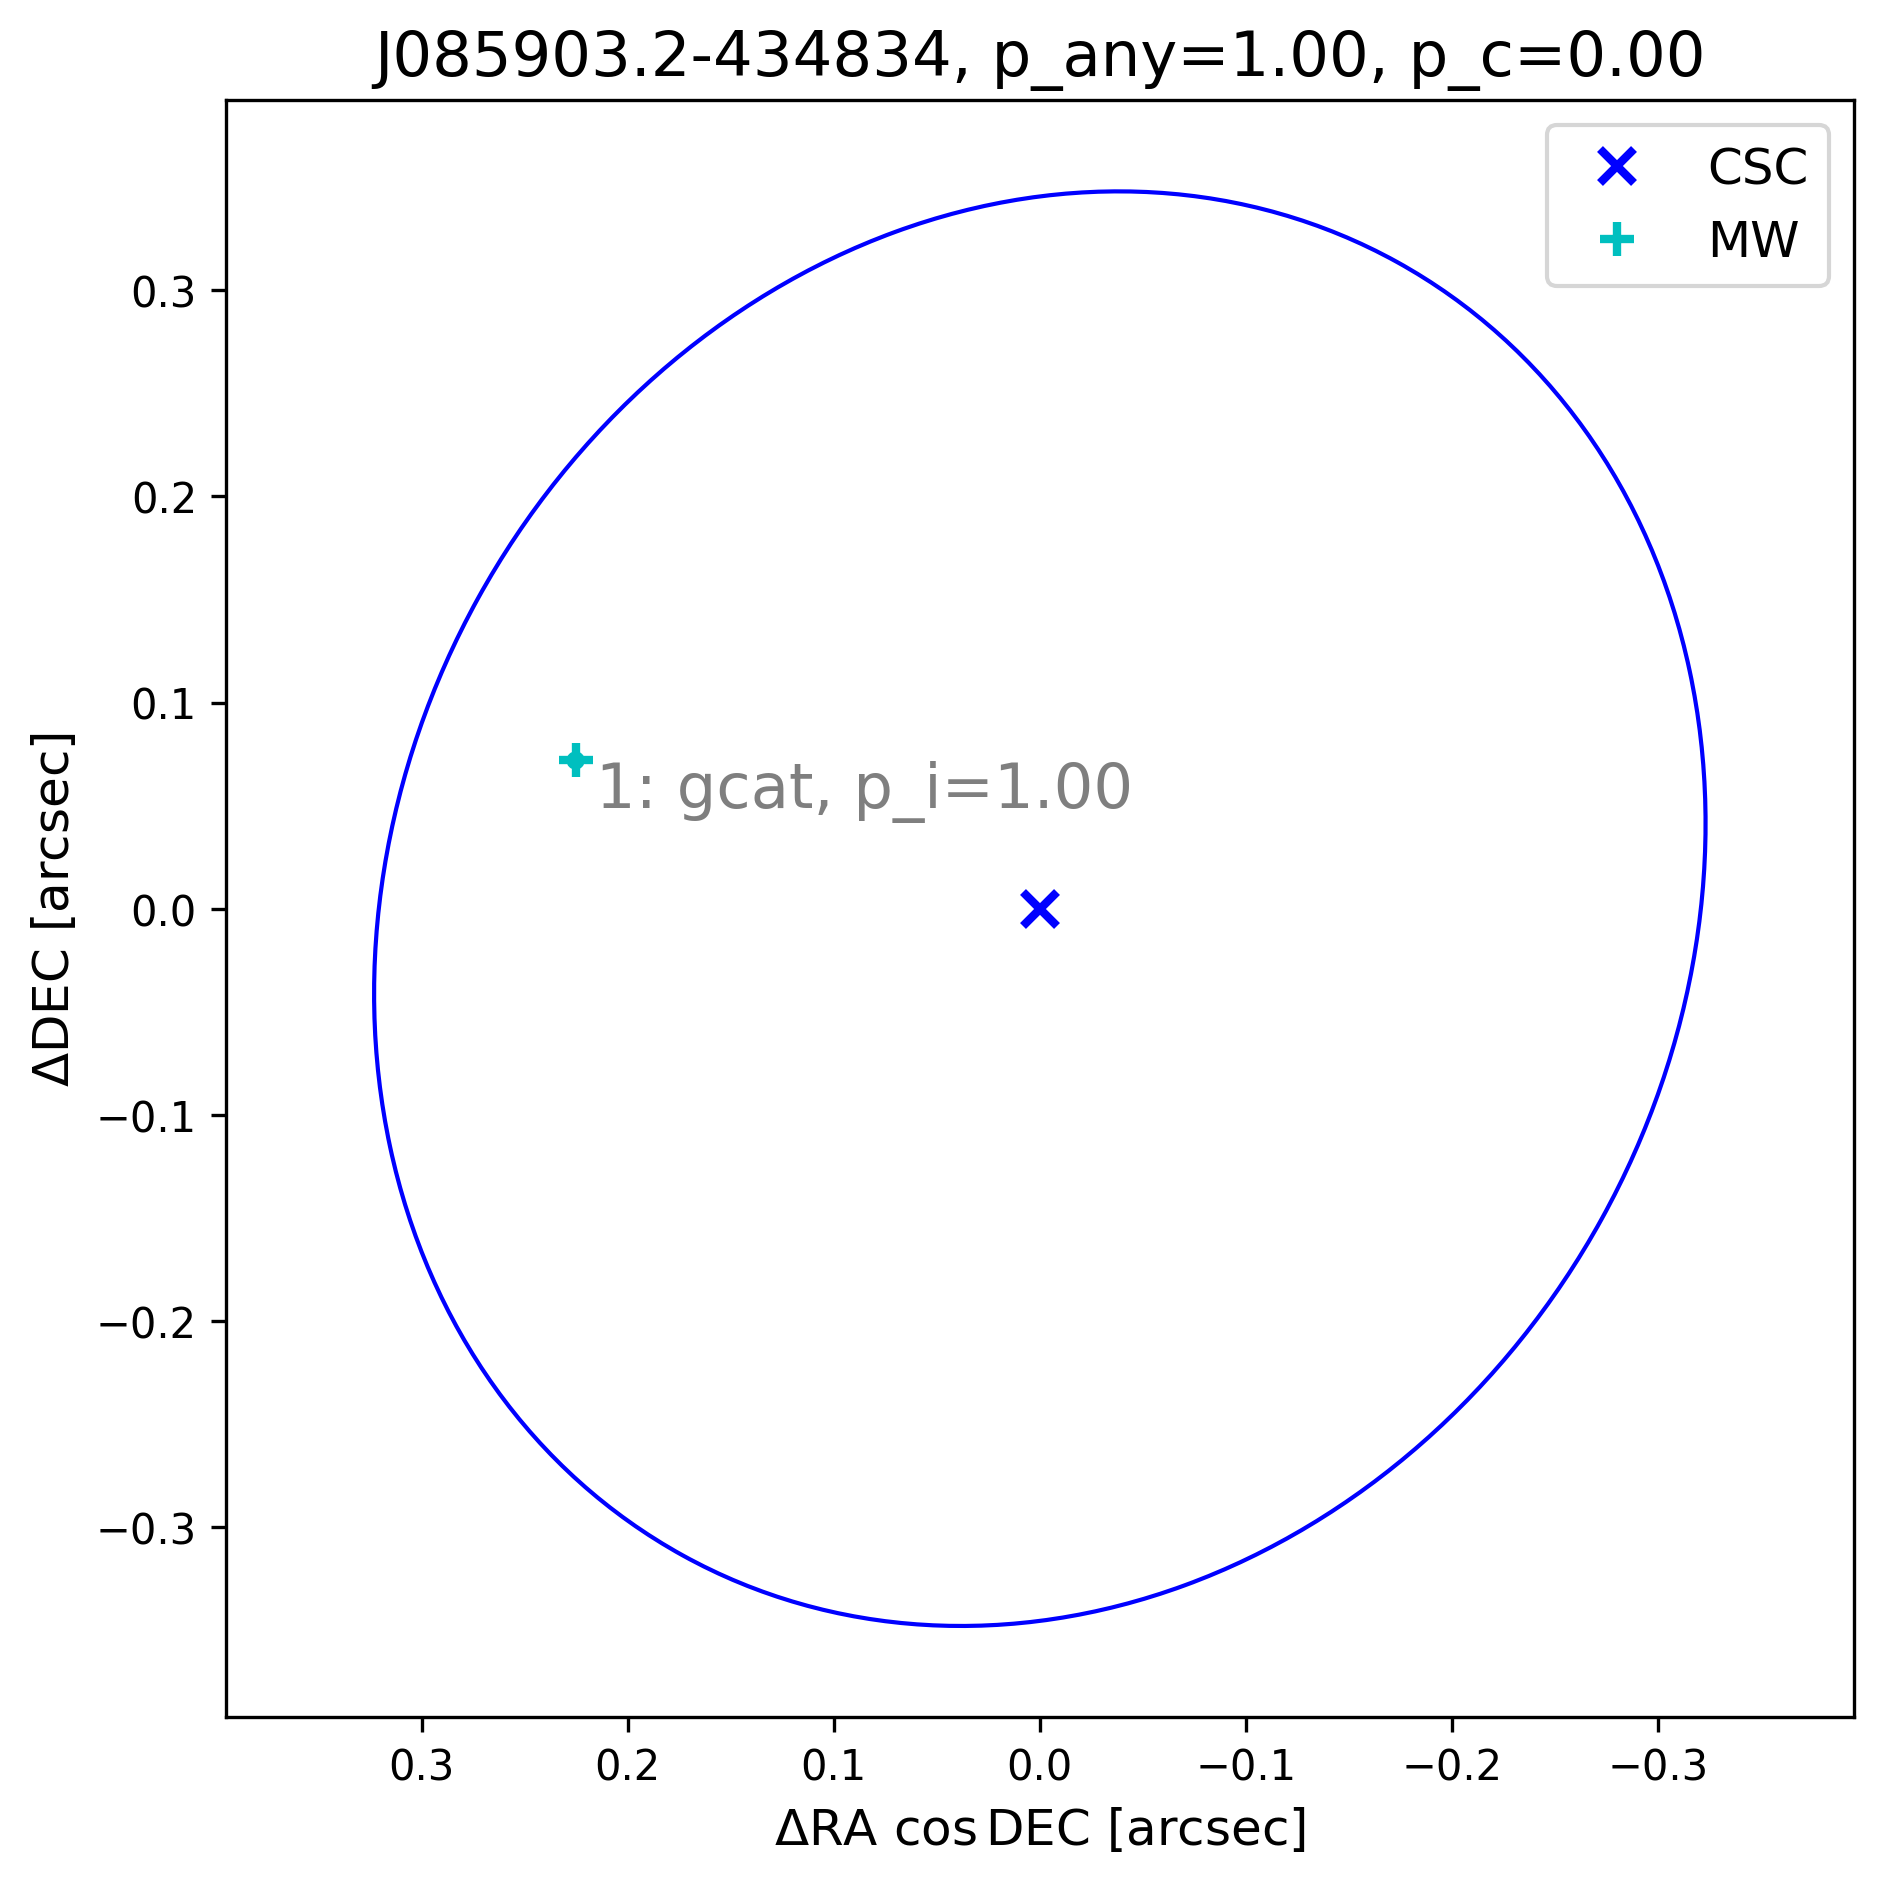 J085903.2-434834, p_any=1.00, p_c=0.00
CSC
MW
0.3
0.2
0.1
0.0
−0.1
−0.2
−0.3
ΔDEC [arcsec]
1: gcat, p_i=1.00
0.3
0.2
0.1
0.0
−0.1
−0.2
−0.3
ΔRA cos DEC [arcsec]